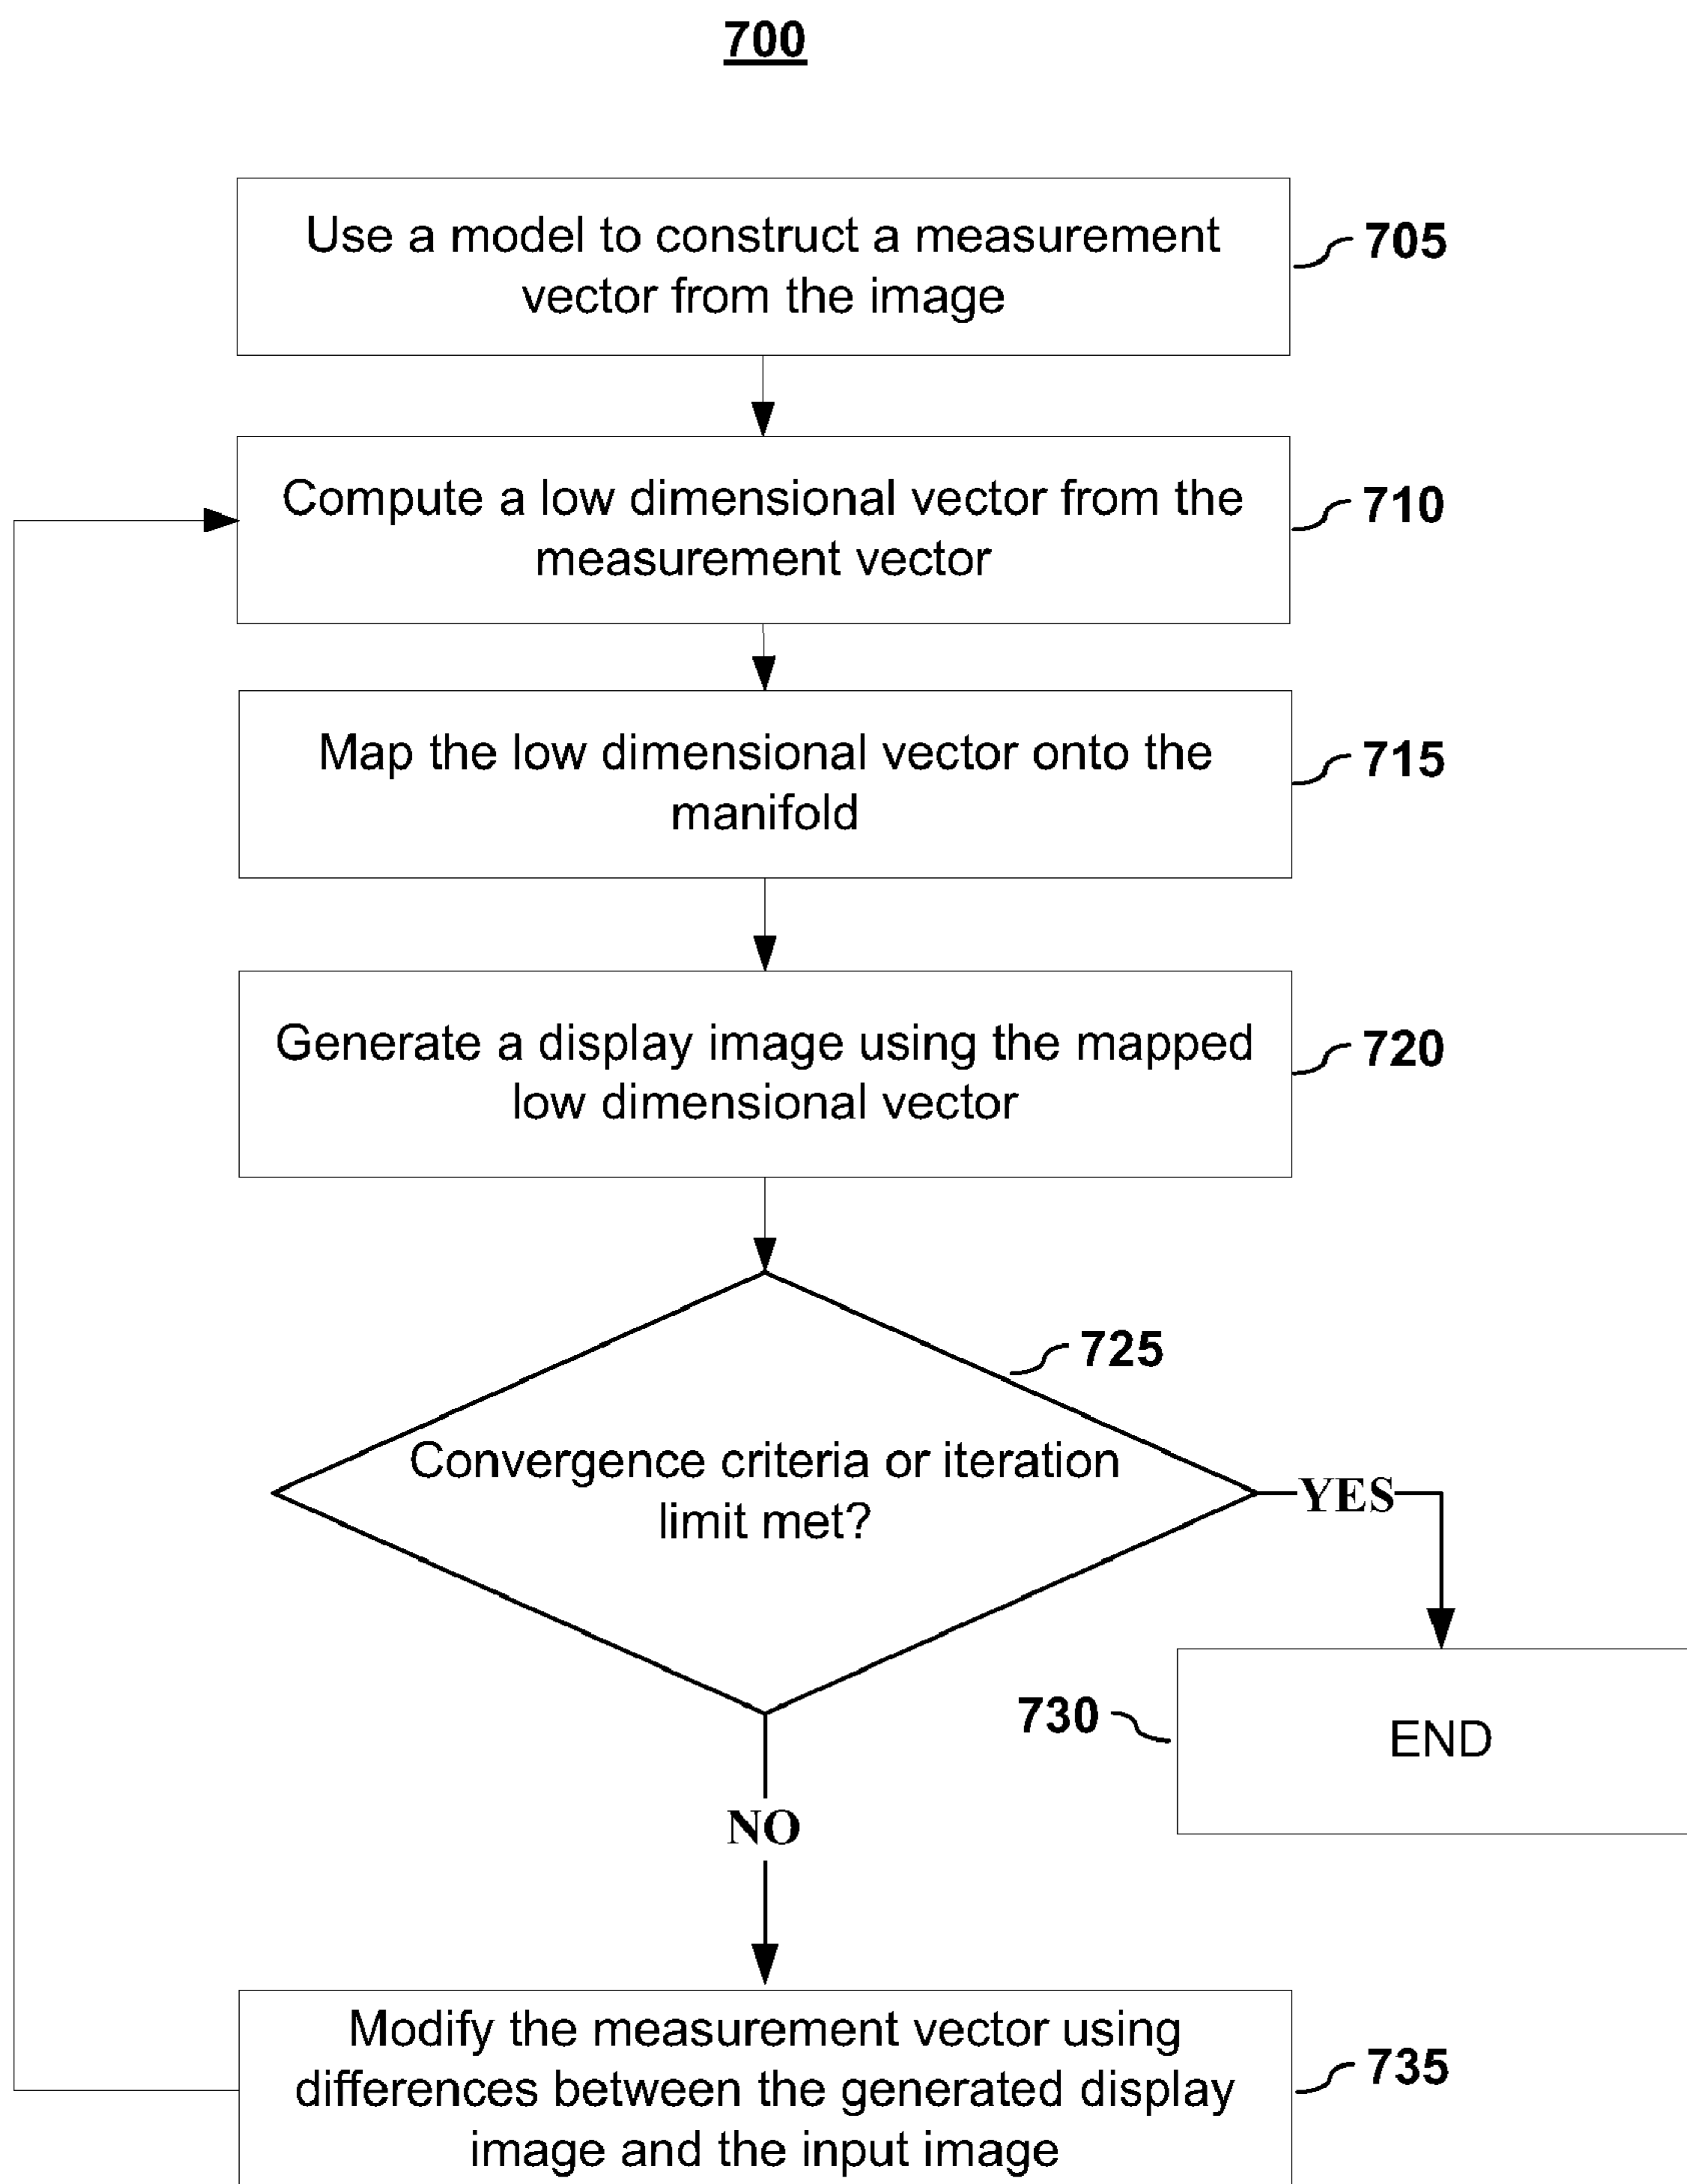 700
Use a model to construct a measurement
vector from the image
705
Compute a low dimensional vector from the
measurement vector
710
Map the low dimensional vector onto the
manifold
715
Generate a display image using the mapped
low dimensional vector
720
725
Convergence criteria or iteration
limit met?
YES
730
END
NO
Modify the measurement vector using
differences between the generated display
image and the input image
735